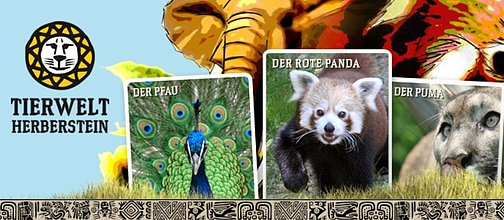 TIERWELT
HERBERSTEIN
DER PFAU
DER ROTE PANDA
DER PUMA